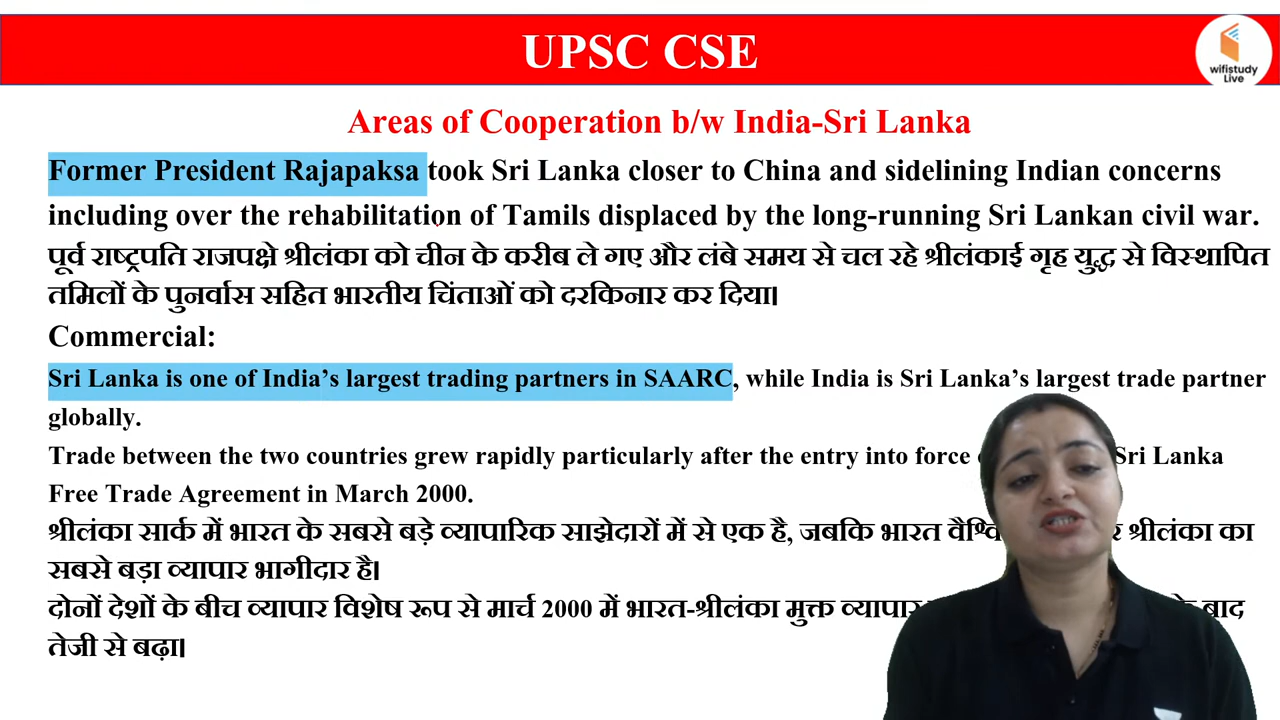 UPSC CSE
wifistudy
Live
Areas of Cooperation b/w India-Sri Lanka
Former President Rajapaksa took Sri Lanka closer to China and sidelining Indian concerns
including over the rehabilitation of Tamils displaced by the long-running Sri Lankan civil war.
पूर्व राष्ट्रपति राजपक्षे श्रीलंका को चीन के करीब ले गए और लंबे समय से चल रहे श्रीलंकाई गृह युद्ध से विस्थापित
तमिलों के पुनर्वास सहित भारतीय चिंताओं को दरकिनार कर दिया।
Commercial:
Sri Lanka is one of India's largest trading partners in SAARC, while India is Sri Lanka's largest trade partner
globally.
Trade between the two countries grew rapidly particularly after the entry into force Sri Lanka
Free Trade Agreement in March 2000.
श्रीलंका सार्क में भारत के सबसे बड़े व्यापारिक साझेदारों में से एक है, जबकि भारत श्रीलंका का
सबसे बड़ा व्यापार भागीदार है।
दोनों देशों के बीच व्यापार विशेष रूप से मार्च 2000 में भारत-श्रीलंका मुक्त व्यापार के बाद
तेजी से बढ़ा।